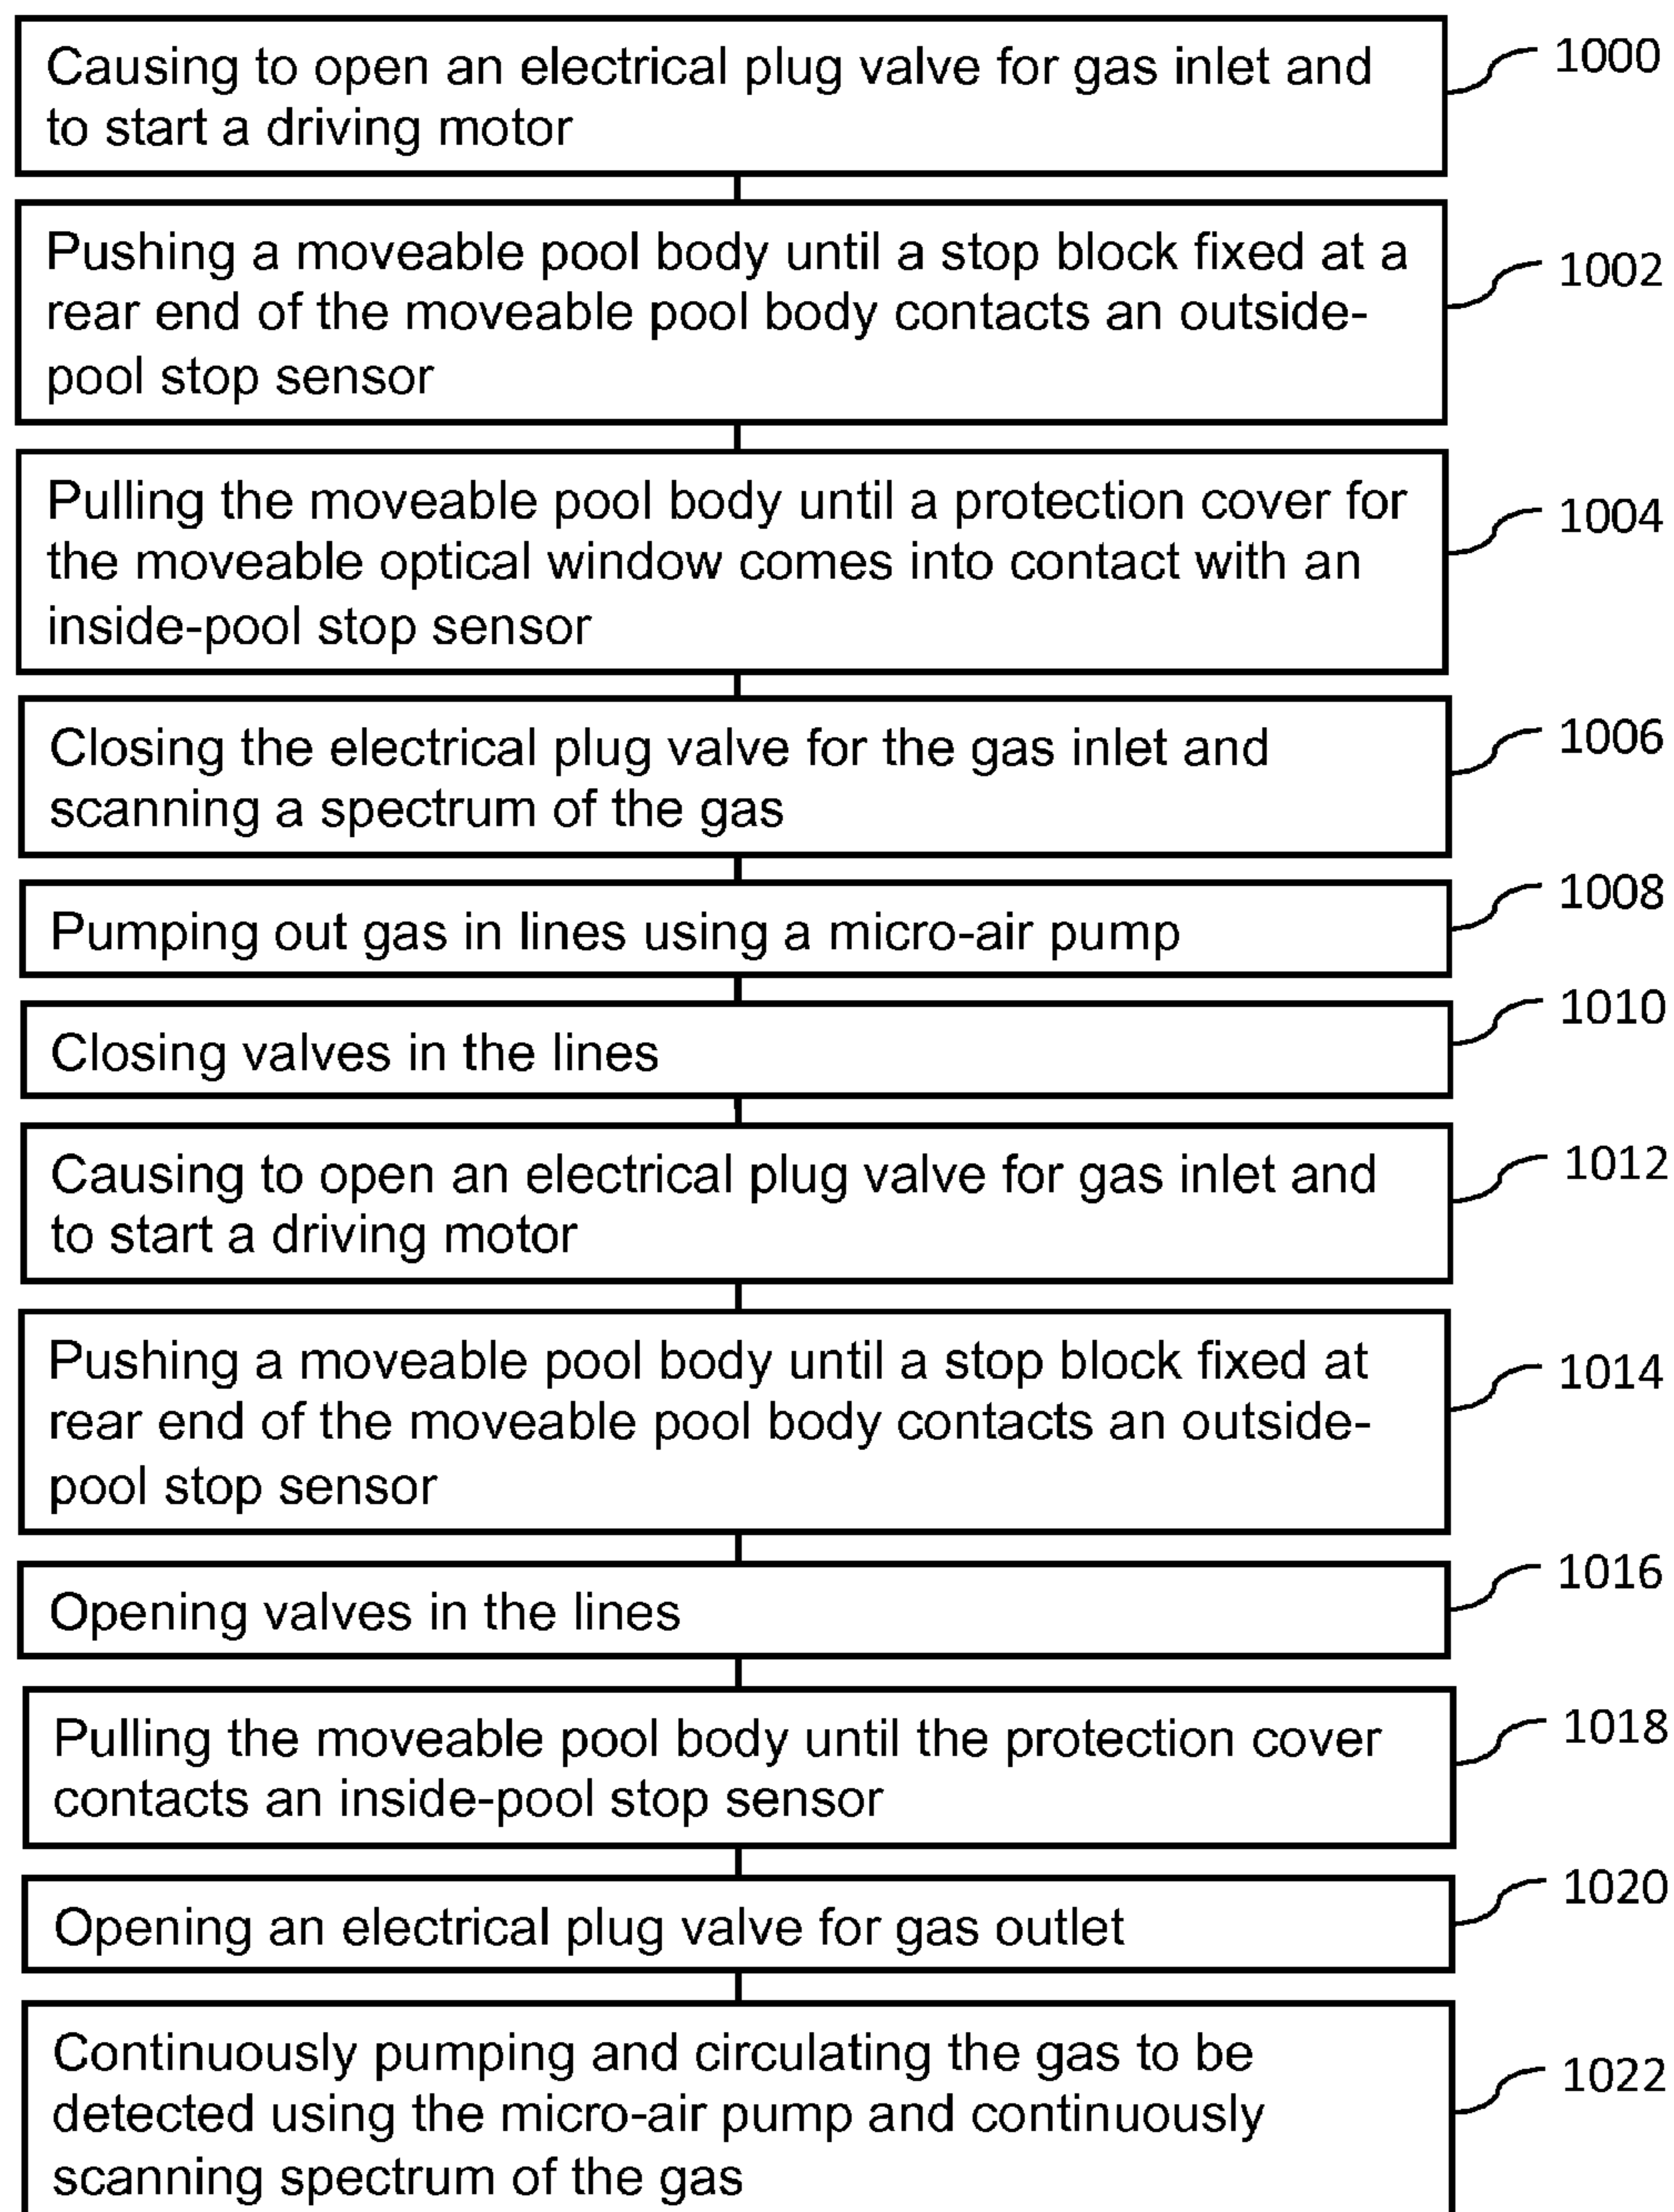 Causing to open an electrical plug valve for gas inlet and
to start a driving motor
1000
Pushing a moveable pool body until a stop block fixed at a
rear end of the moveable pool body contacts an outside-
pool stop sensor
1002
Pulling the moveable pool body until a protection cover for
the moveable optical window comes into contact with an
inside-pool stop sensor
1004
Closing the electrical plug valve for the gas inlet and
scanning a spectrum of the gas
1006
Pumping out gas in lines using a micro-air pump
1008
Closing valves in the lines
1010
Causing to open an electrical plug valve for gas inlet and
to start a driving motor
1012
Pushing a moveable pool body until a stop block fixed at
rear end of the moveable pool body contacts an outside-
pool stop sensor
1014
Opening valves in the lines
1016
Pulling the moveable pool body until the protection cover
contacts an inside-pool stop sensor
1018
Opening an electrical plug valve for gas outlet
1020
Continuously pumping and circulating the gas to be
detected using the micro-air pump and continuously
scanning spectrum of the gas
1022